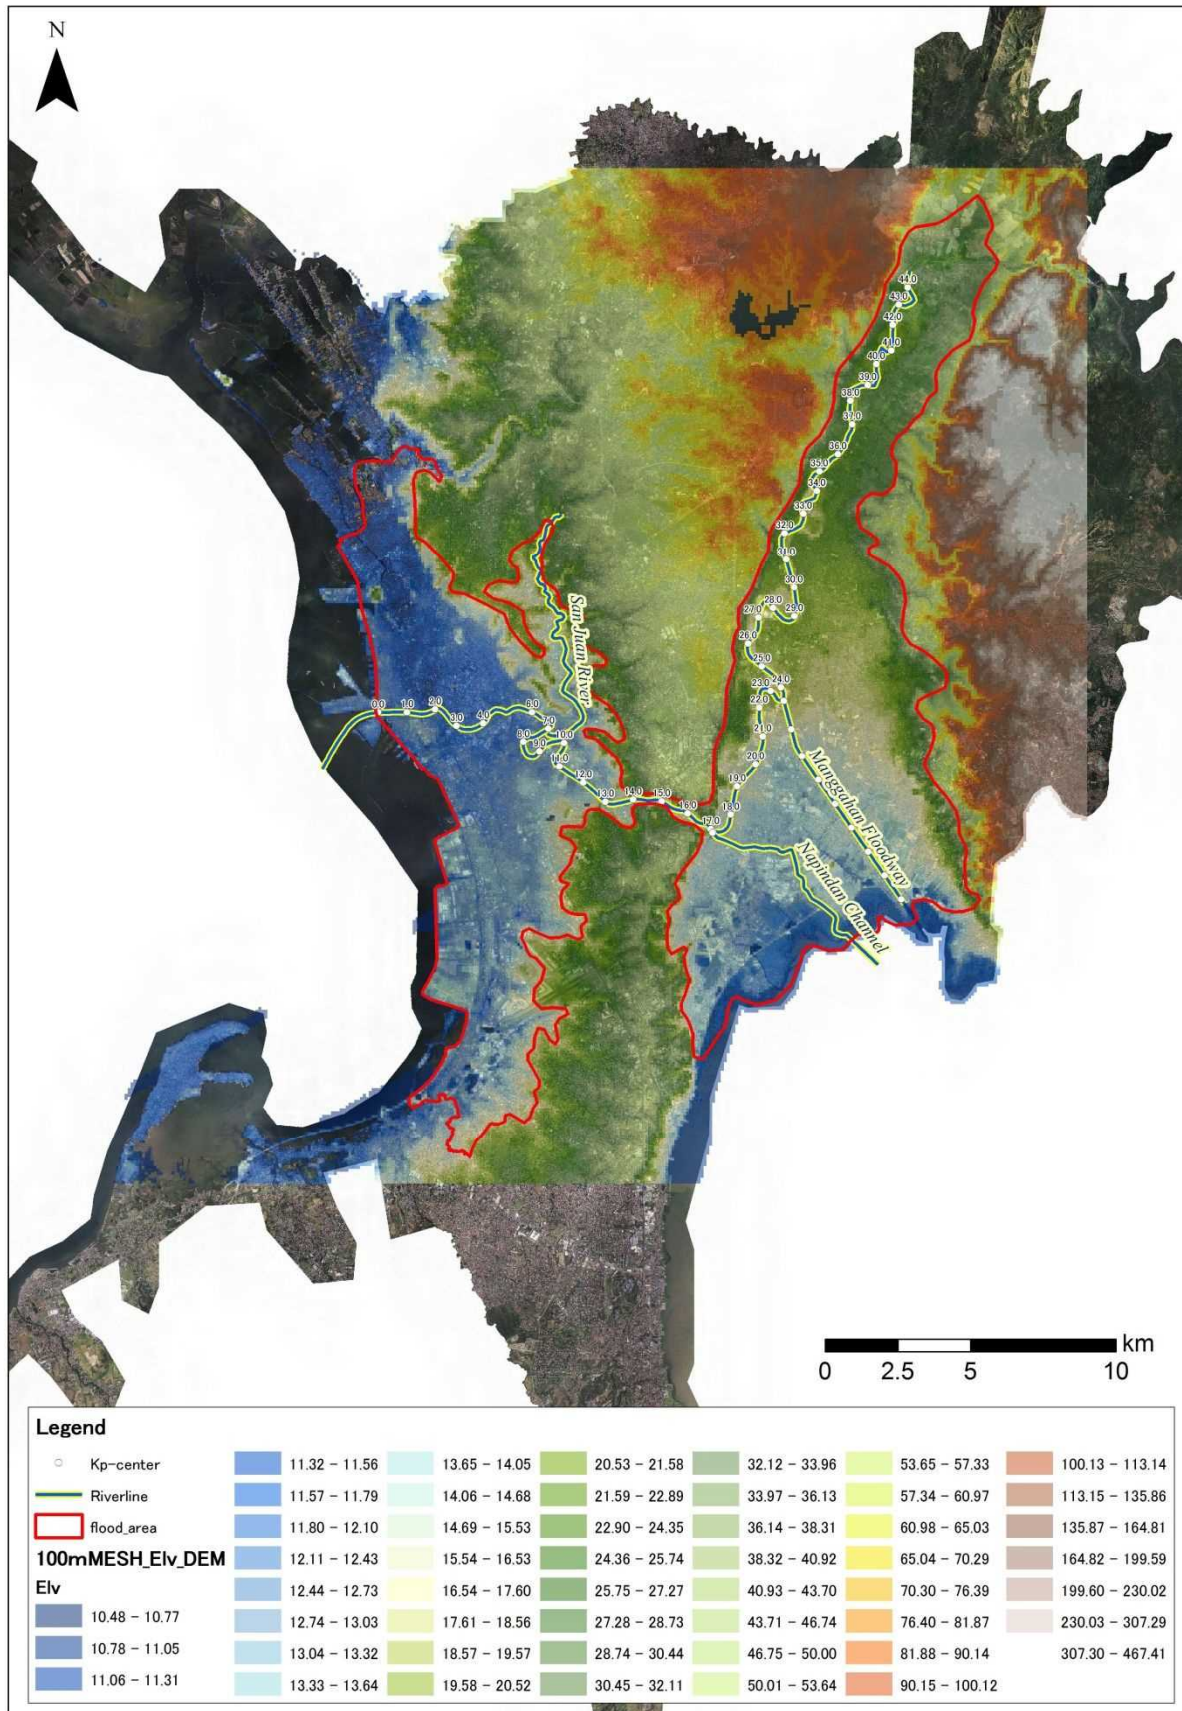 N
44.0
43.0
42.0
41.0
40.0
39.0
38.0
37.0
36.0
35.0
34.0
33.0
32.0
31.0
30.0
29.0
28.0
27.0
26.0
25.0
24.0
23.0
22.0
21.0
20.0
19.0
18.0
17.0
16.0
15.0
14.0
13.0
12.0
11.0
10.0
9.0
8.0
7.0
6.0
4.0
3.0
2.0
1.0
0.0
San Juan River
Manggahan Floodway
Napindan Channel
km
0 2.5 5 10
Legend
Kp-center
Riverline
flood_area
100mMESH_Elv_DEM
Elv
10.48 - 10.77
10.78 - 11.05
11.06 - 11.31
11.32 - 11.56
11.57 - 11.79
11.80 - 12.10
12.11 - 12.43
12.44 - 12.73
12.74 - 13.03
13.04 - 13.32
13.33 - 13.64
13.65 - 14.05
14.06 - 14.68
14.69 - 15.53
15.54 - 16.53
16.54 - 17.60
17.61 - 18.56
18.57 - 19.57
19.58 - 20.52
20.53 - 21.58
21.59 - 22.89
22.90 - 24.35
24.36 - 25.74
25.75 - 27.27
27.28 - 28.73
28.74 - 30.44
30.45 - 32.11
32.12 - 33.96
33.97 - 36.13
36.14 - 38.31
38.32 - 40.92
40.93 - 43.70
43.71 - 46.74
46.75 - 50.00
50.01 - 53.64
53.65 - 57.33
57.34 - 60.97
60.98 - 65.03
65.04 - 70.29
70.30 - 76.39
76.40 - 81.87
81.88 - 90.14
90.15 - 100.12
100.13 - 113.14
113.15 - 135.86
135.87 - 164.81
164.82 - 199.59
199.60 - 230.02
230.03 - 307.29
307.30 - 467.41